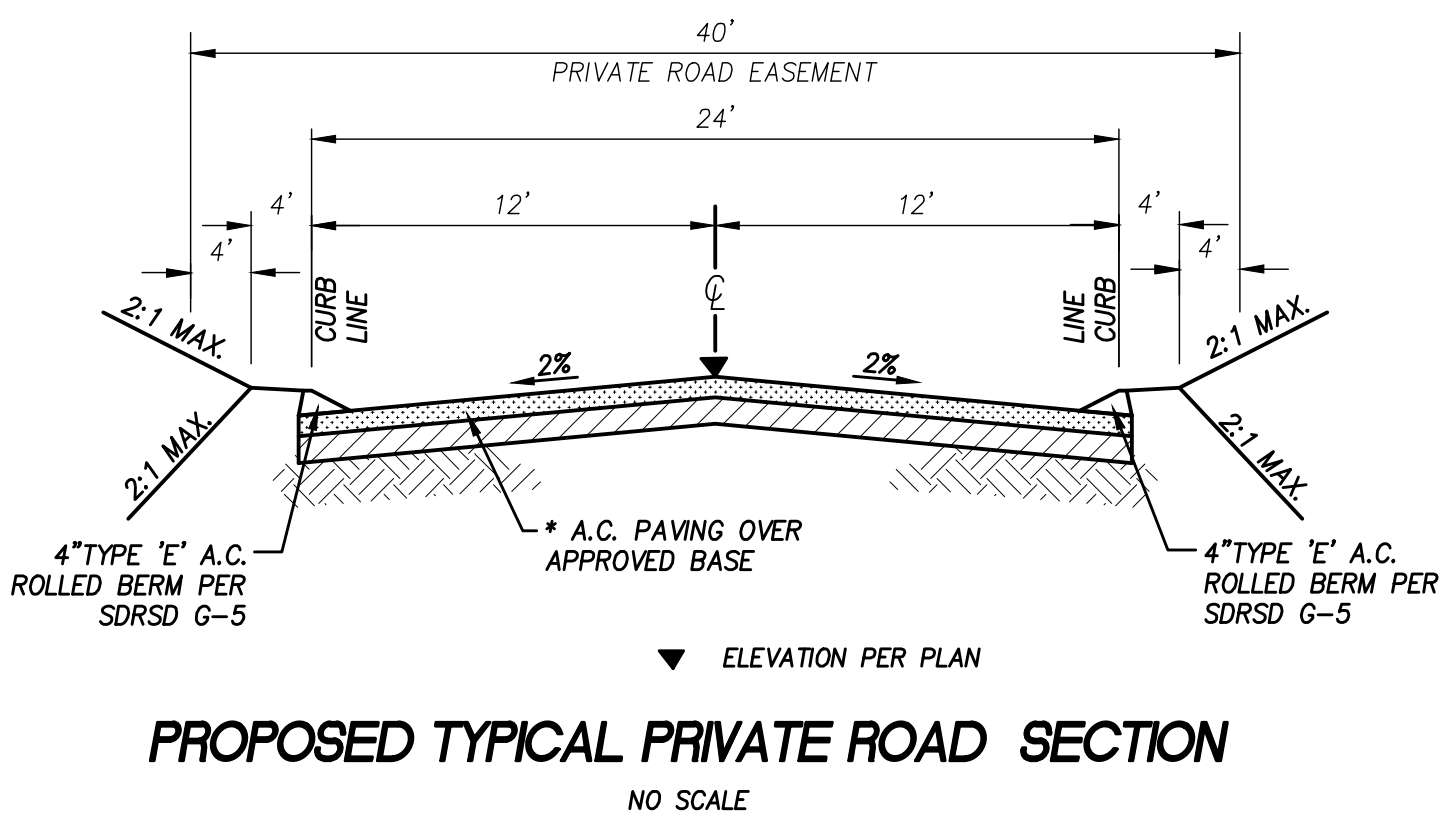 40'
PRIVATE ROAD EASEMENT
24'
4'
12'
12'
4'
4'
4'
CURB
LINE
℄
LINE
CURB
2:1 MAX.
2:1 MAX.
2%
2%
2:1 MAX.
2:1 MAX.
* A.C. PAVING OVER
APPROVED BASE
4"TYPE 'E' A.C.
ROLLED BERM PER
SDRSD G-5
4"TYPE 'E' A.C.
ROLLED BERM PER
SDRSD G-5
ELEVATION PER PLAN
PROPOSED TYPICAL PRIVATE ROAD SECTION
NO SCALE